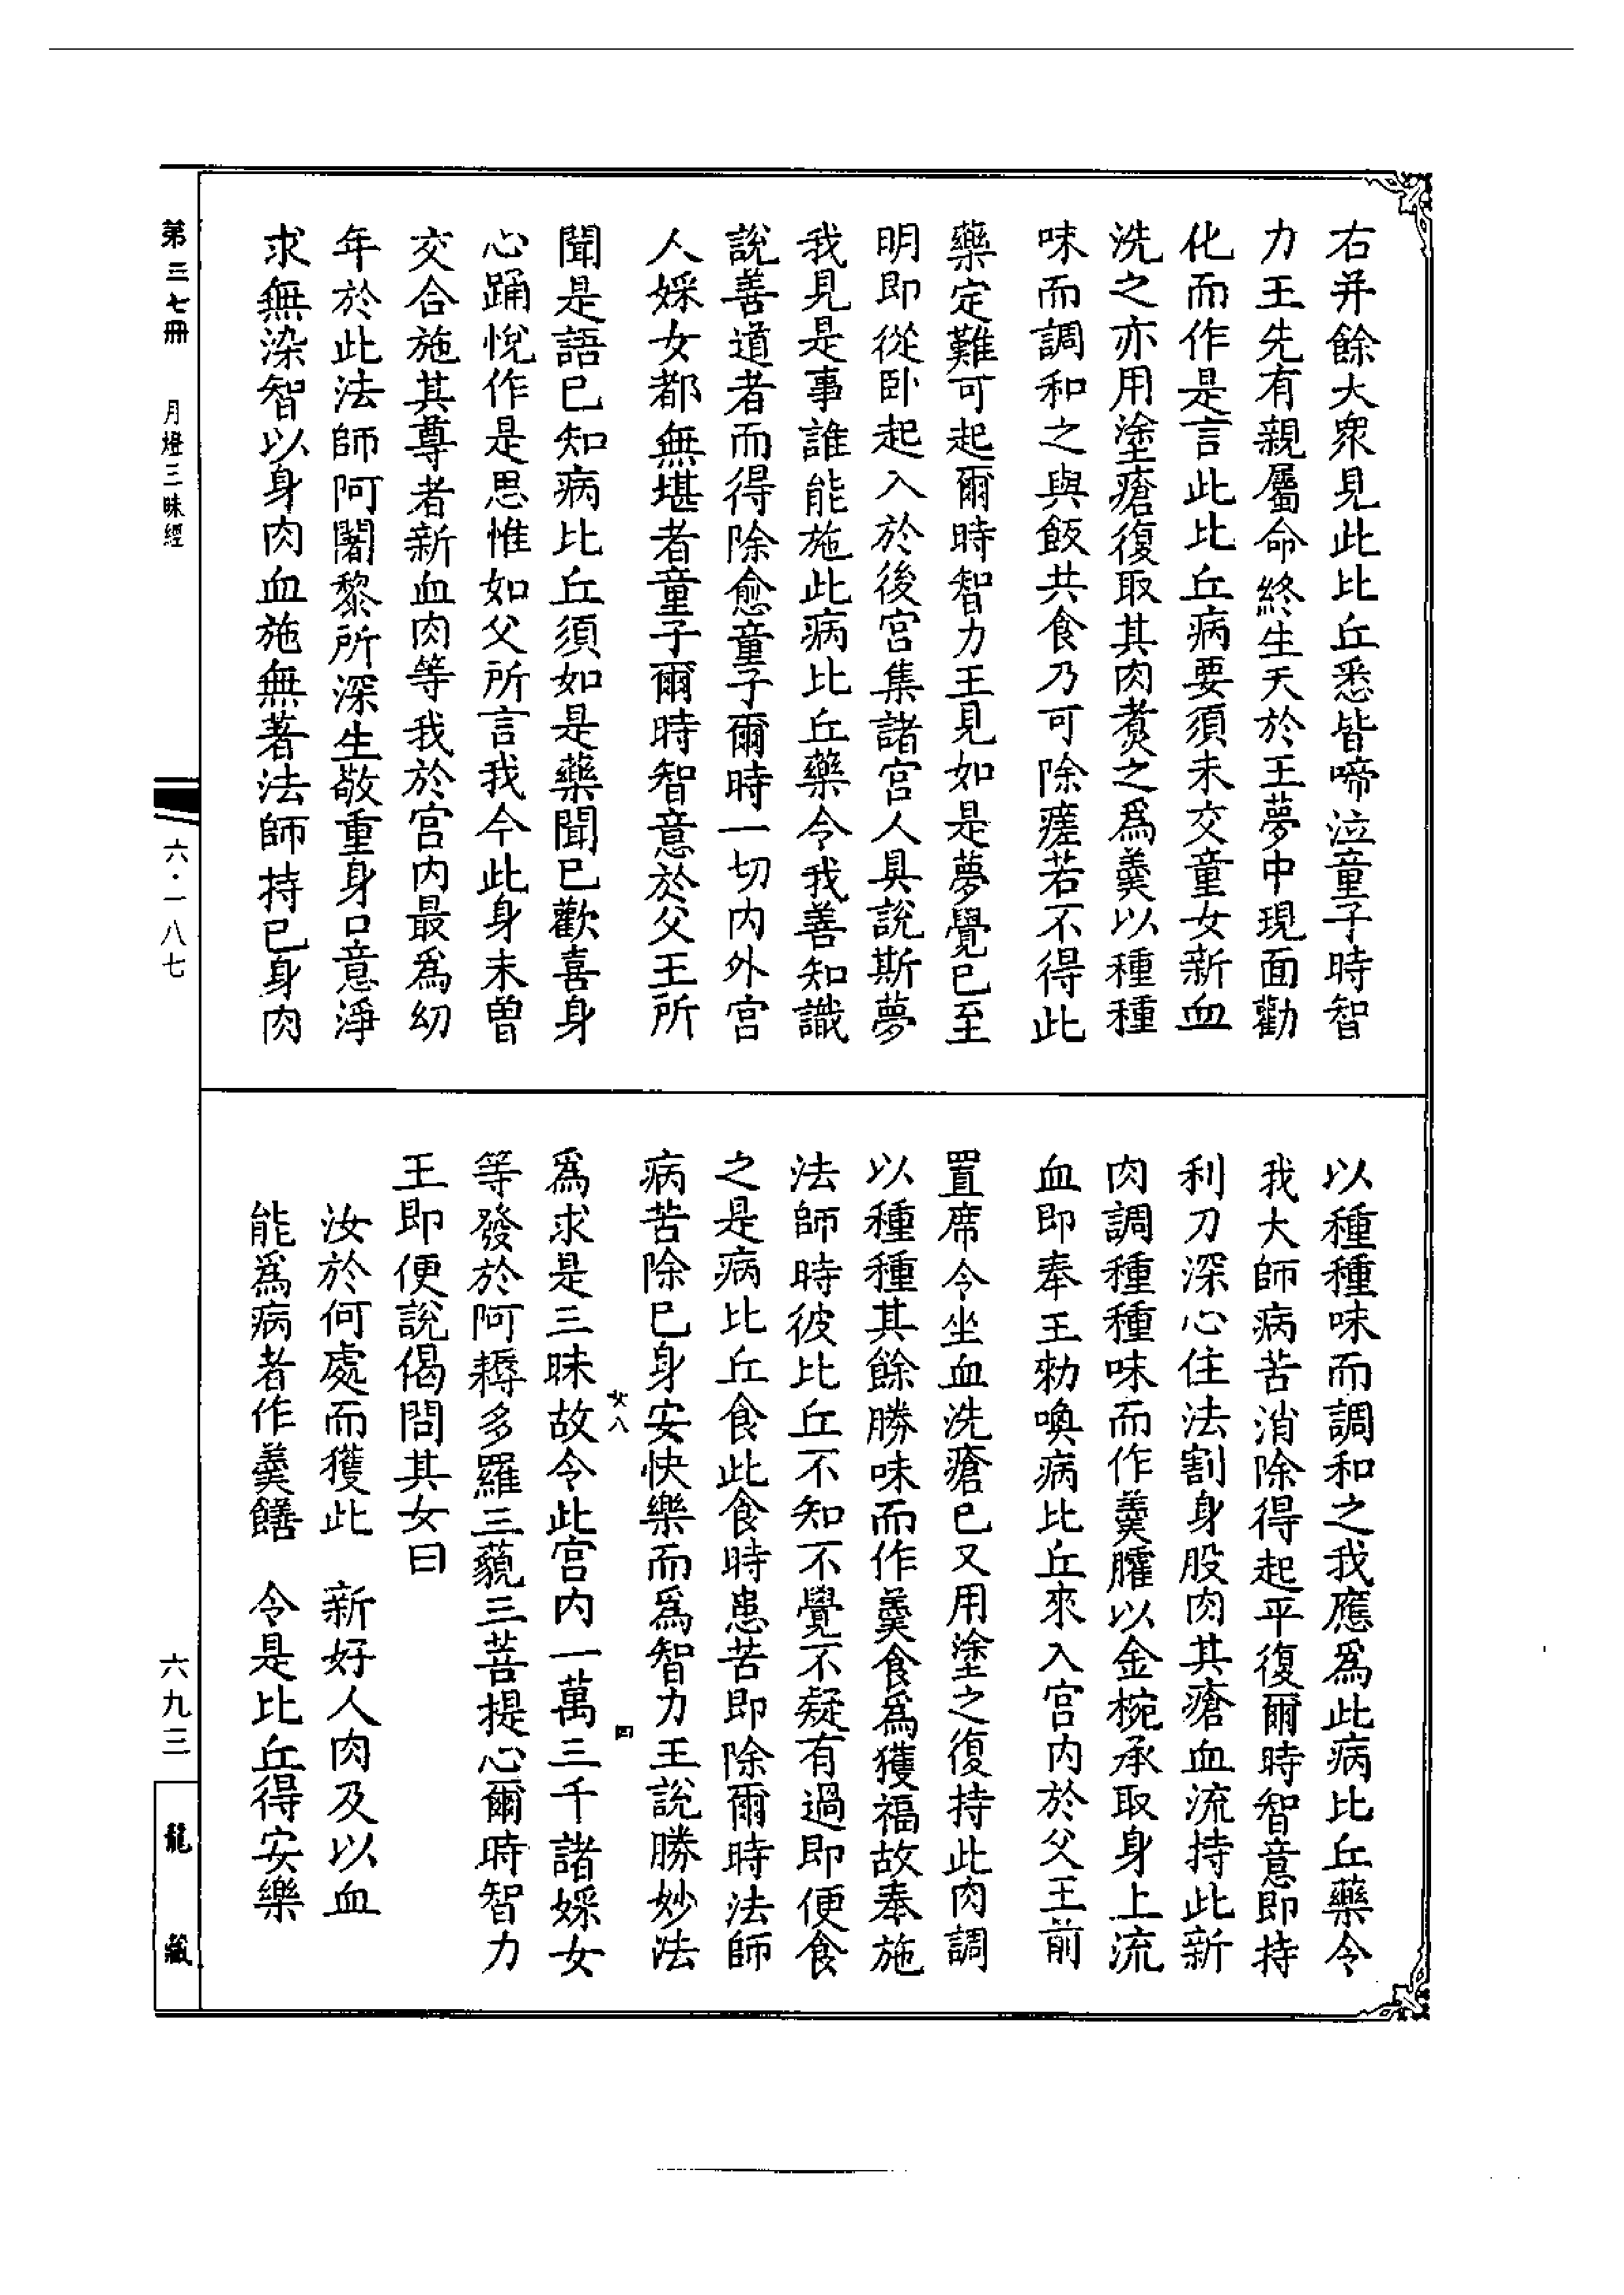 右并餘大衆見此比丘悉皆啼泣童子時智
力王先有親屬命終生天於王夢中現面勸
化而作是言此比丘病要須未交童女新血
洗之亦用塗瘡復取其肉煑之爲羹以種種
味而調和之與飯共食乃可除瘥若不得此
藥定難可起爾時智力王見如是夢覺已至
明即從卧起入於後宮集諸宮人具說斯夢
我見是事誰能施此病比丘藥令我善知識
說善道者而得除愈童子爾時一切内外宮
人婇女都無堪者童子爾時智意於父王所
聞是語已知病比丘須如是藥聞已歡喜身
心踊悅作是思惟如父所言我今此身未曾
交合施其尊者新血肉等我於宮内最爲幼
年於此法師阿闍黎所深生敬重身口意淨
求無染智以身肉血施無著法師持已身肉
以種種味而調和之我應爲此病比丘藥令
我大師病苦消除得起平復爾時智意即持
利刀深心住法割身股肉其瘡血流持此新
肉調種種味而作羹臛以金椀承取身上流
血即奉王王勑喚病比丘來入宮内於父王前
置席令坐血洗瘡已又用塗之復持此肉調
以種種其餘勝味而作羹食爲獲福故奉施
法師時彼比丘不知不覺不疑有過即便食
之是病比丘食此食時患苦即除爾時法師
病苦除已身安快樂而爲智力王說勝妙法
爲求是三昧故令此宮内一萬三千諸婇女
等發於阿耨多羅三藐三菩提心爾時智力
王即便說偈問其女曰
汝於何處而獲此　新好人肉及以血
能爲病者作羹饍　令是比丘得安樂
第三七冊　月燈三昧經
六·一八七
六九三
龍藏